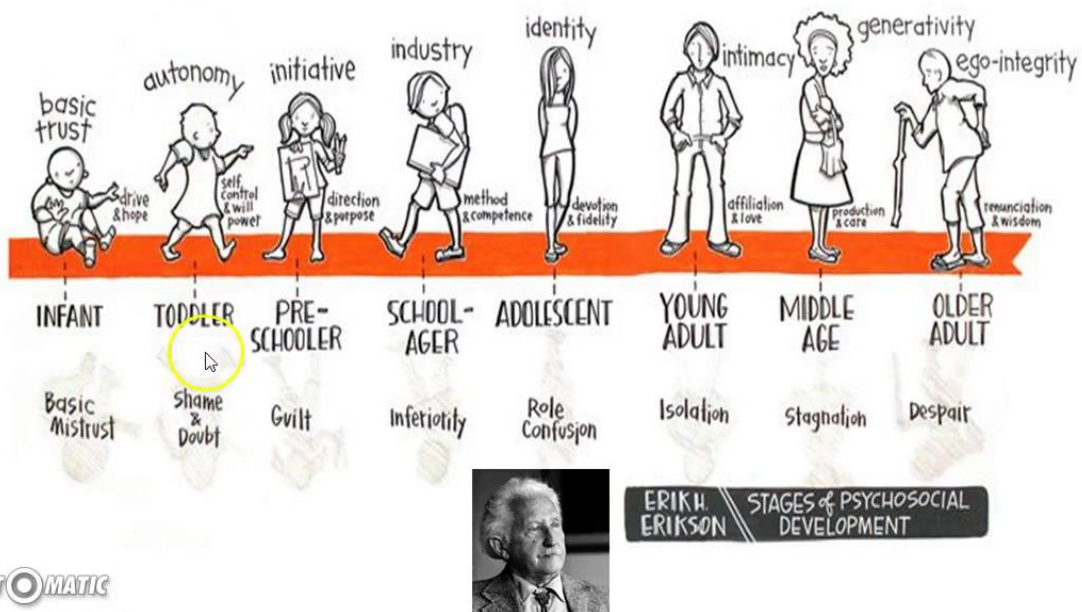 basic
trust
autonomy
initiative
industry
identity
intimacy
generativity
ego-integrity
drive
& hope
self
control
& will
power
direction
& purpose
method
& competence
devotion
& fidelity
affiliation
& love
production
& care
renunciation
& wisdom
INFANT
TODDLER
PRE-
SCHOOLER
SCHOOL-
AGER
ADOLESCENT
YOUNG
ADULT
MIDDLE
AGE
OLDER
ADULT
Basic
Mistrust
Shame
&
Doubt
Guilt
Inferiority
Role
Confusion
Isolation
Stagnation
Despair
ERIK H.
ERIKSON
STAGES of PSYCHOSOCIAL
DEVELOPMENT
MATIC